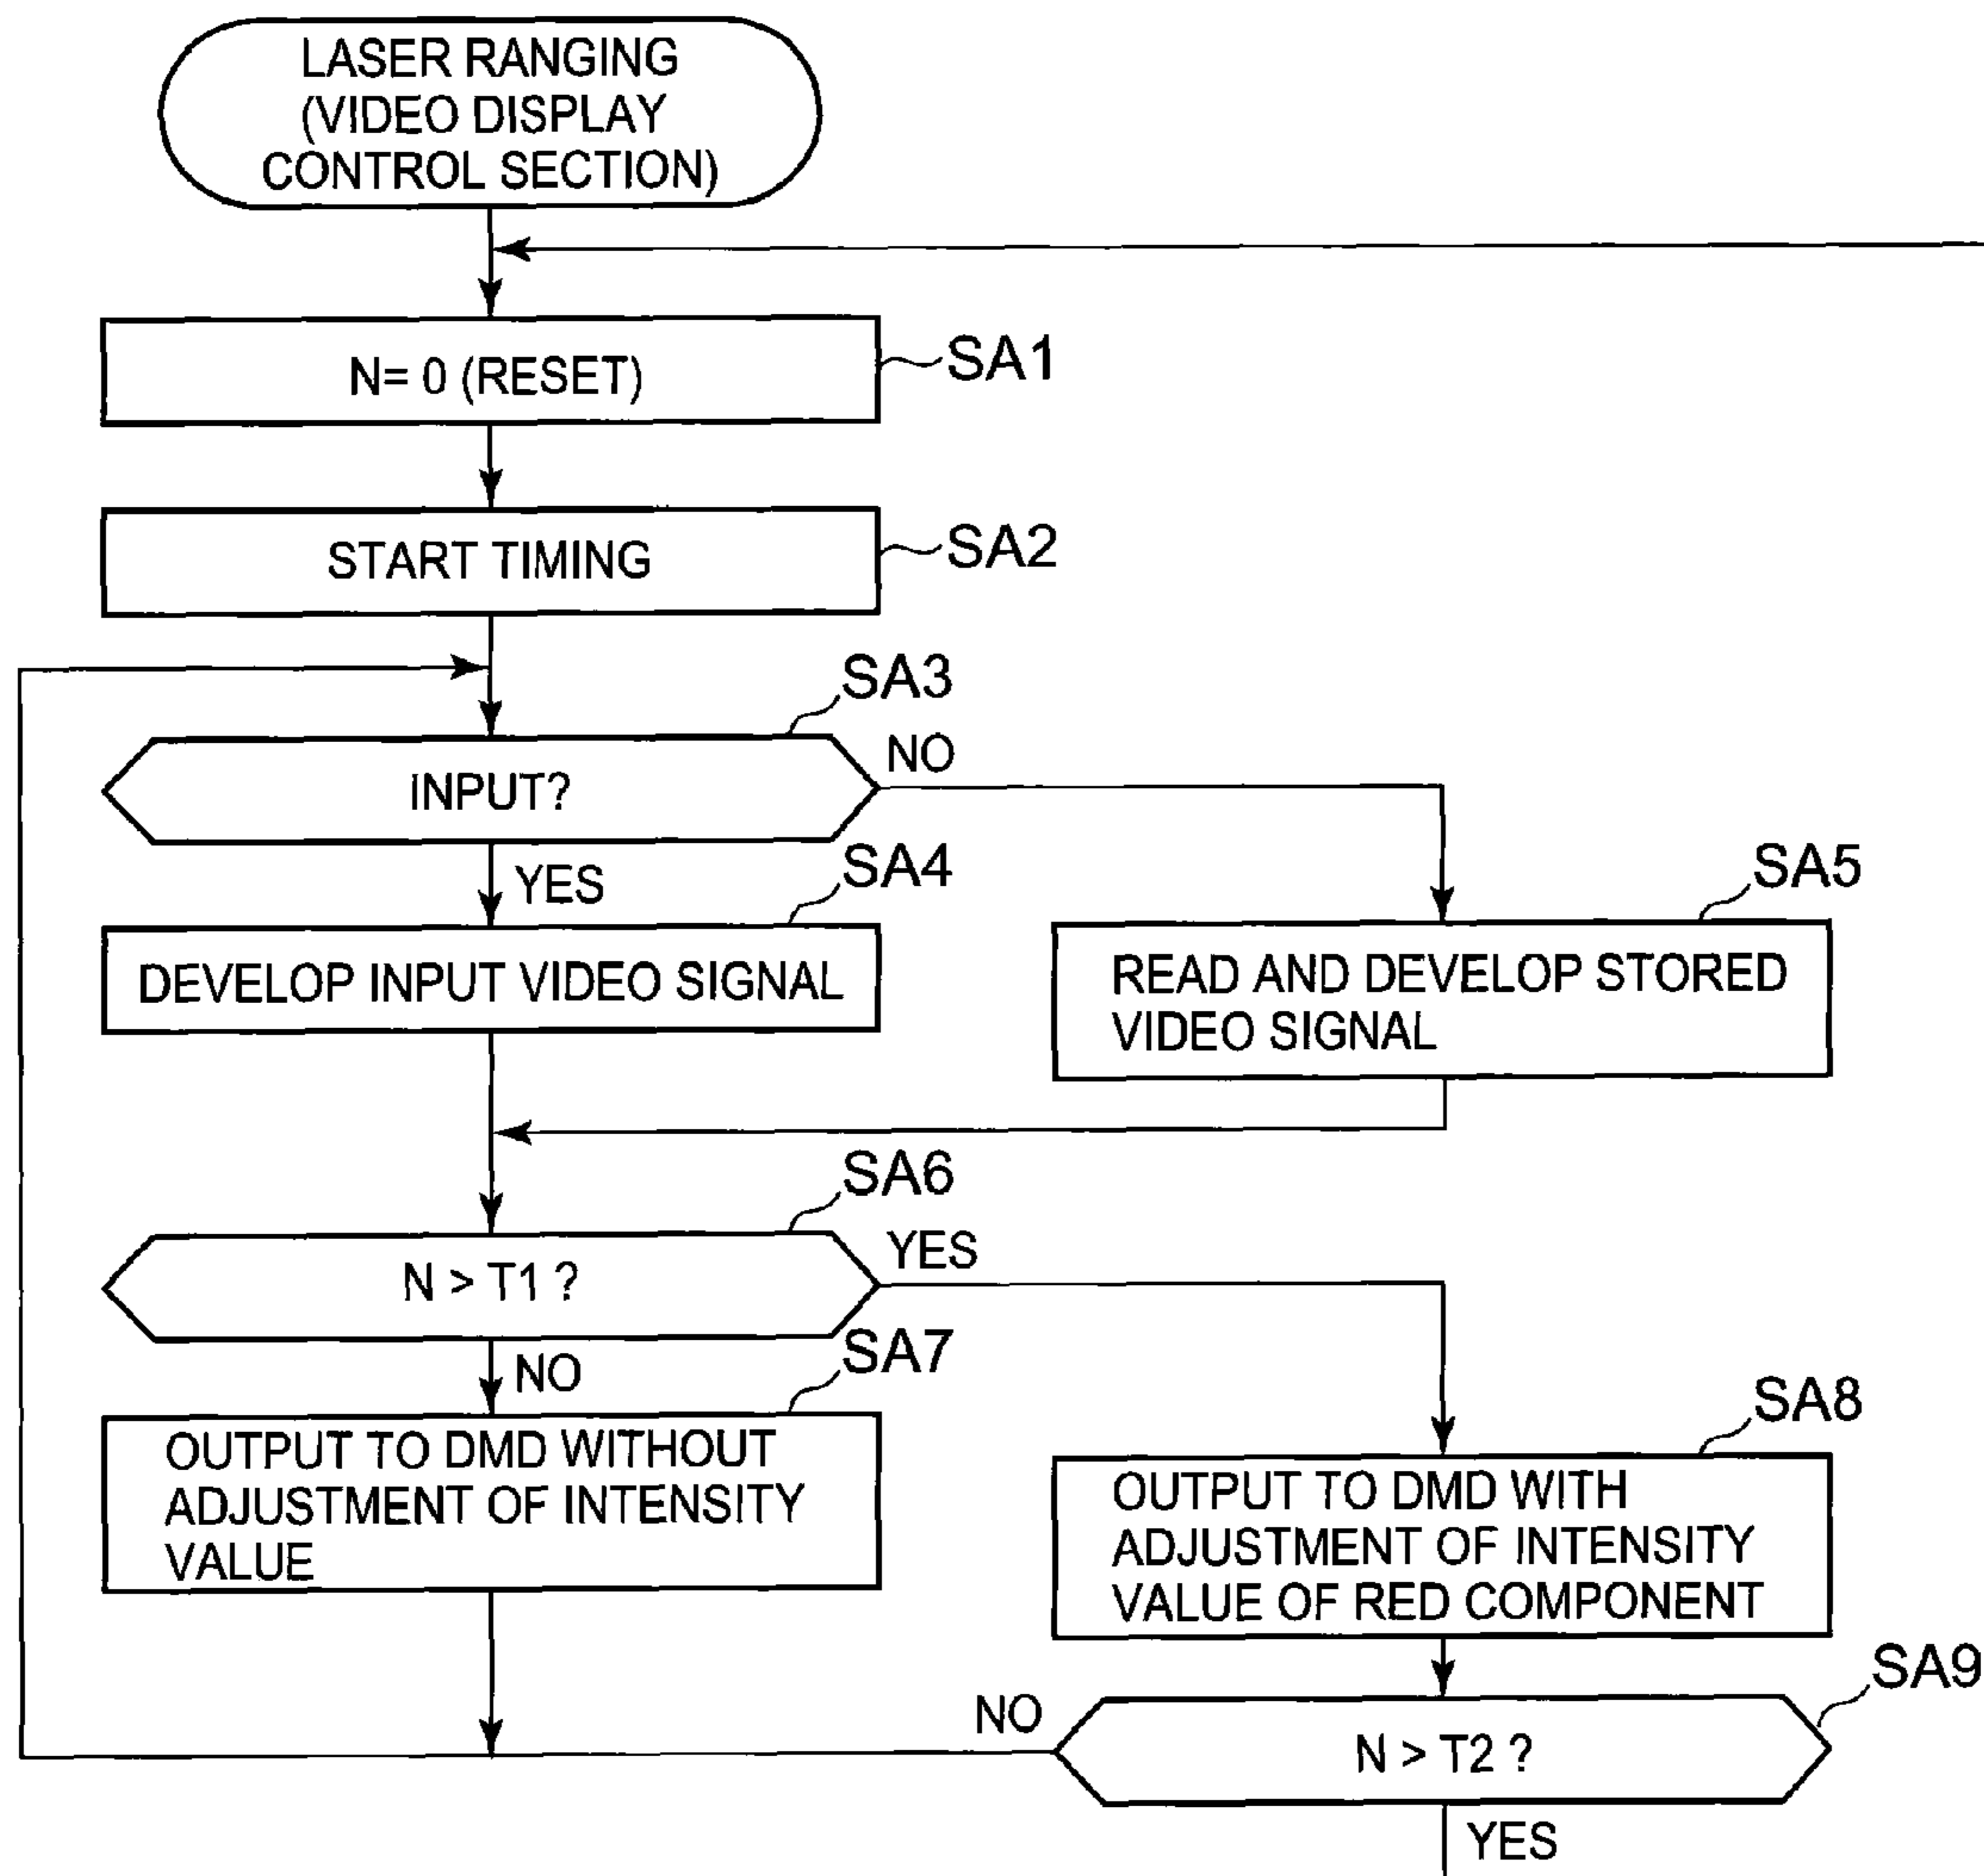 LASER RANGING
(VIDEO DISPLAY
CONTROL SECTION)
N= 0 (RESET)
SA1
START TIMING
SA2
SA3
INPUT?
NO
YES
SA4
DEVELOP INPUT VIDEO SIGNAL
SA5
READ AND DEVELOP STORED
VIDEO SIGNAL
SA6
N > T1 ?
YES
NO
SA7
OUTPUT TO DMD WITHOUT
ADJUSTMENT OF INTENSITY
VALUE
SA8
OUTPUT TO DMD WITH
ADJUSTMENT OF INTENSITY
VALUE OF RED COMPONENT
SA9
NO
N > T2 ?
YES